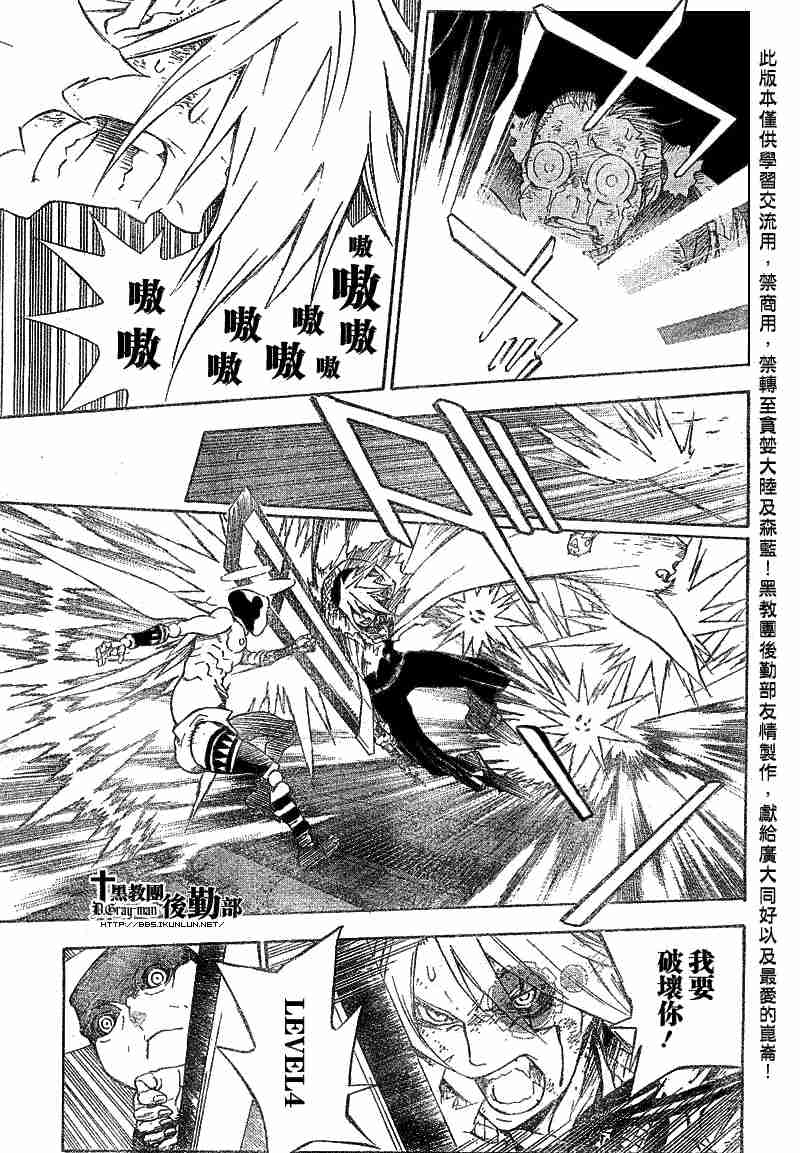 嗷
嗷
嗷
嗷
嗷
嗷
嗷
嗷
嗷
我要
破壞你！
LEVEL4
黑教團
D.Gray-man
後勤部
HTTP://BBS.IKUNLUN.NET/
此版本僅供學習交流用，禁商用，禁轉至貪婪大陸及森藍！黑教團後勤部友情製作，獻給廣大同好以及最愛的崑崙！